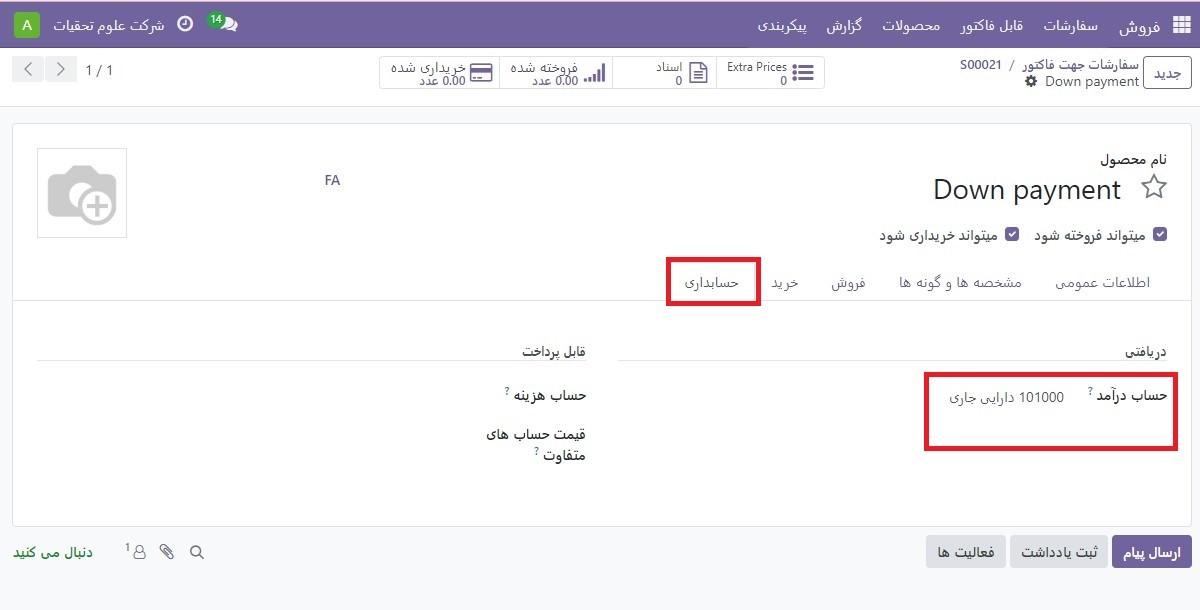 فروش سفارشات قابل فاکتور محصولات گزارش پیکربندی 14 شرکت علوم تحقیات A
جدید سفارشات جهت فاکتور / S00021
Down payment
Extra Prices 0
اسناد 0
فروخته شده 0.00 عدد
خریداری شده 0.00 عدد
1 / 1
نام محصول
Down payment
FA
میتواند فروخته شود میتواند خریداری شود
اطلاعات عمومی مشخصه ها و گونه ها فروش خرید حسابداری
دریافتی
حساب درآمد ? 101000 دارایی جاری
قابل پرداخت
حساب هزینه ?
قیمت حساب های
متفاوت ?
ارسال پیام ثبت یادداشت فعالیت ها 1 دنبال می کنید